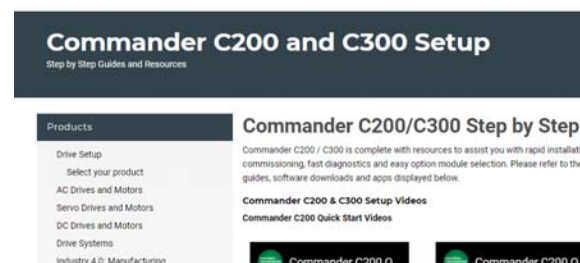 Commander C200 and C300 Setup
Step by Step Guides and Resources
Products
Drive Setup
Select your product
AC Drives and Motors
Servo Drives and Motors
DC Drives and Motors
Drive Systems
Industry 4.0: Manufacturing
Commander C200/C300 Step by Step
Commander C200 / C300 is complete with resources to assist you with rapid installati
commissioning, fast diagnostics and easy option module selection. Please refer to the
guides, software downloads and apps displayed below.
Commander C200 & C300 Setup Videos
Commander C200 Quick Start Videos
Commander C200 Q
Commander C200 Q